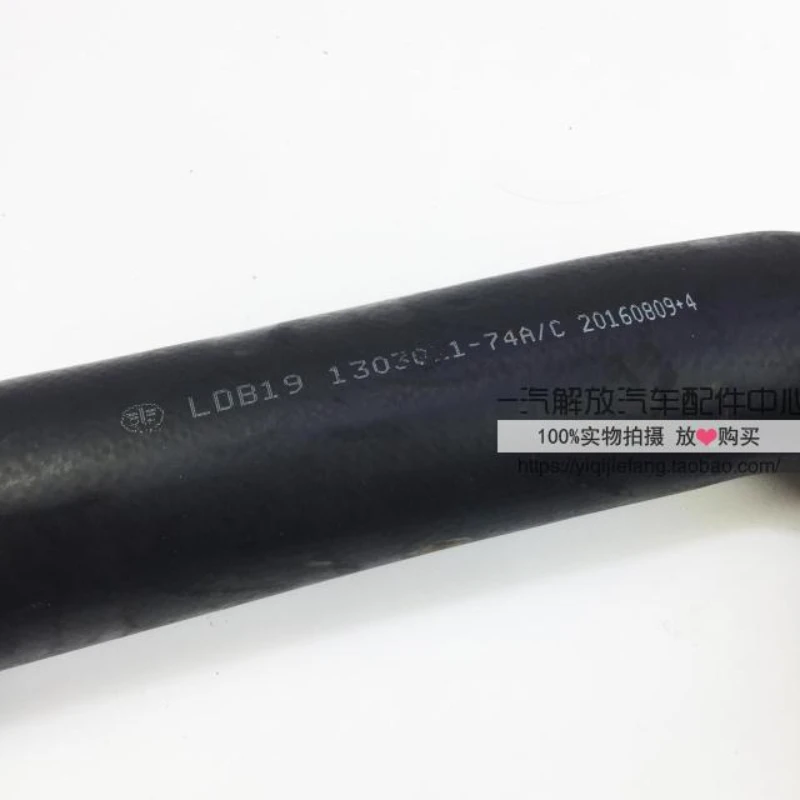 LDB19 20160809+4
一汽解放汽车配件中心
100%实物拍摄 放❤购买
https://yiqijiefang.taobao.com/